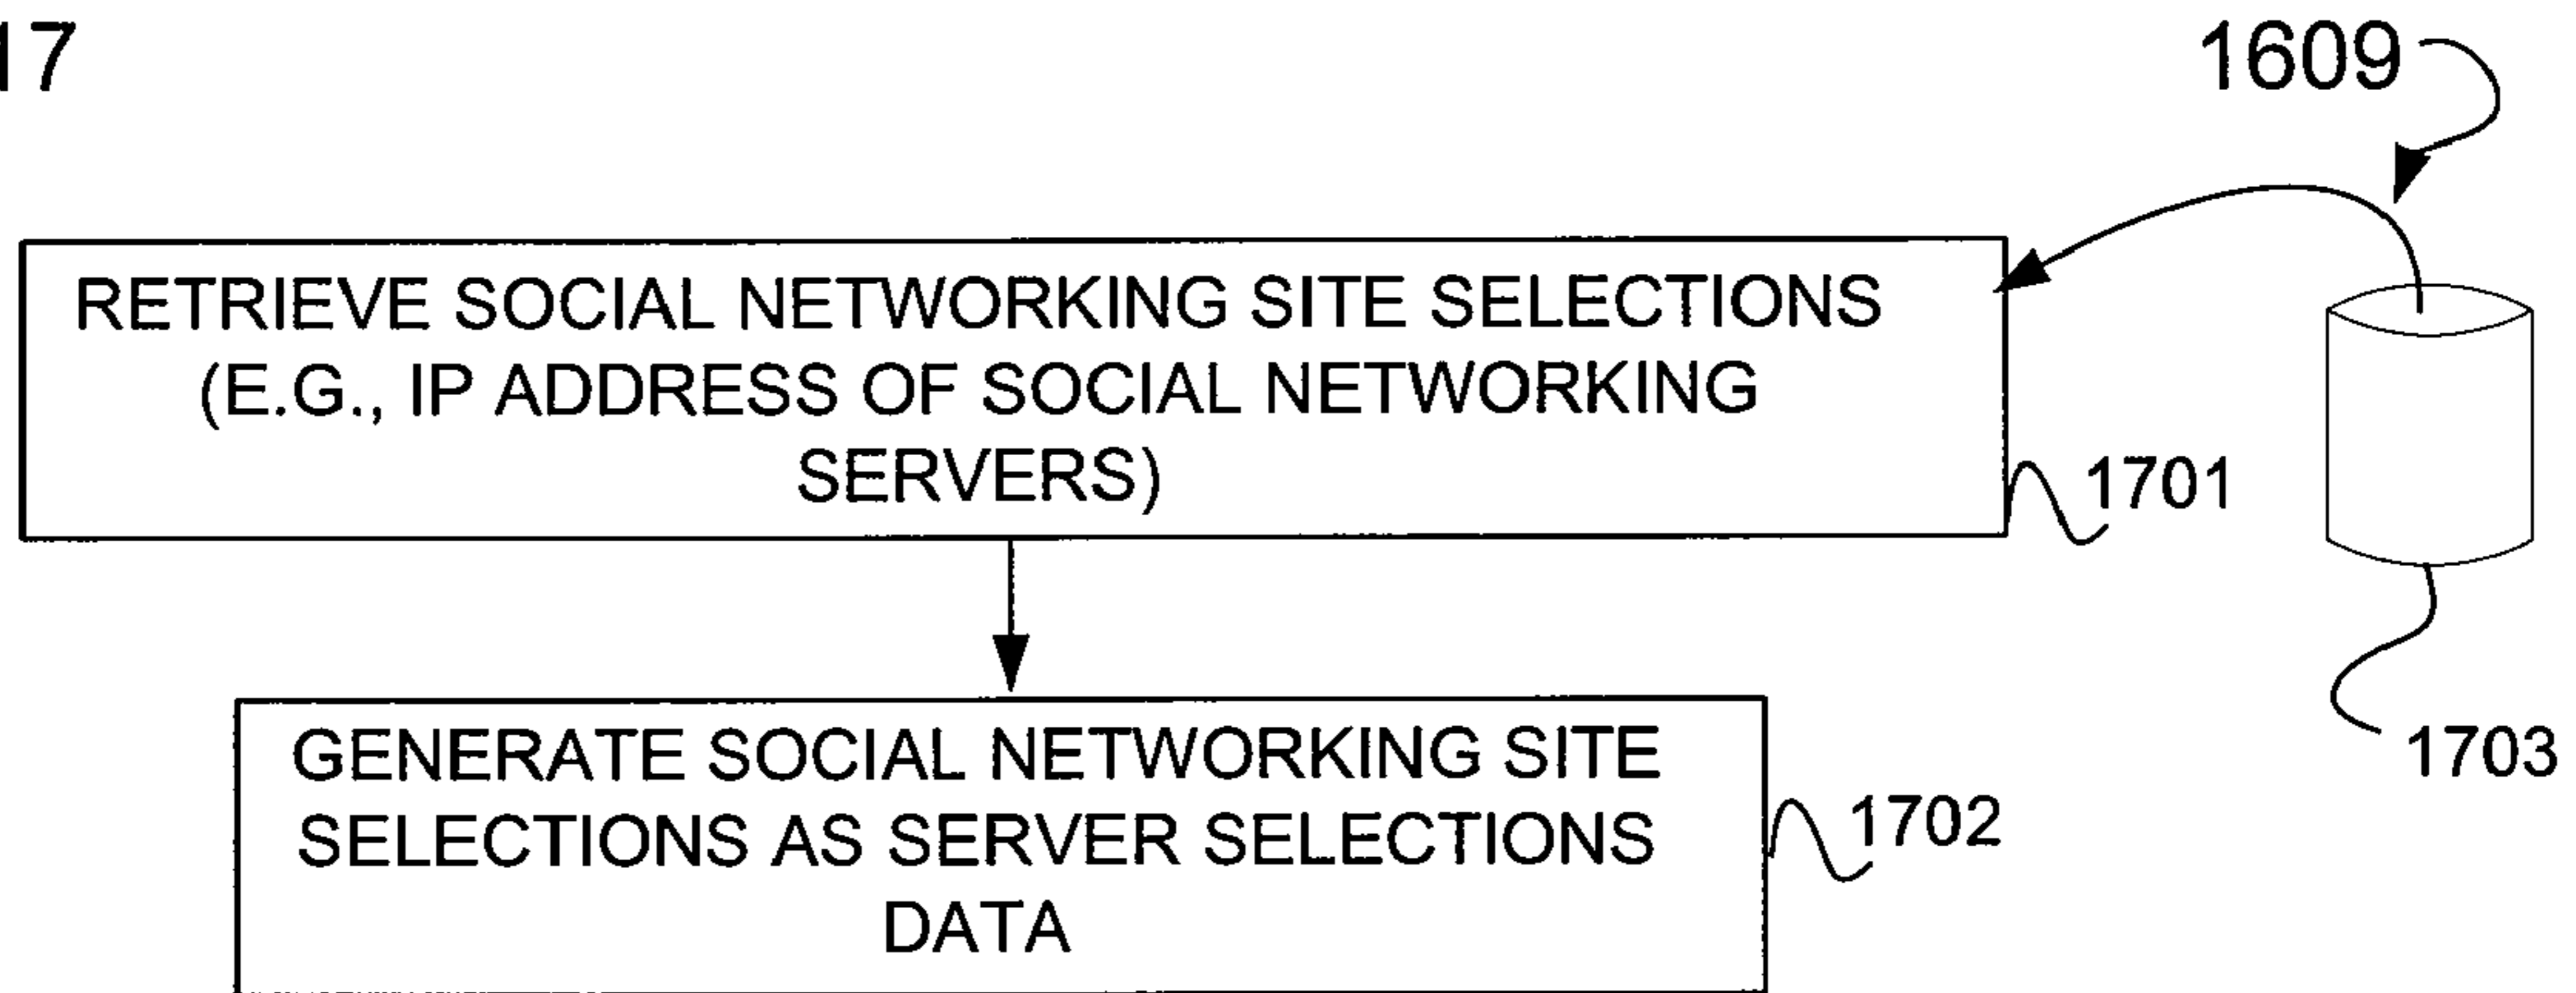 17
1609
RETRIEVE SOCIAL NETWORKING SITE SELECTIONS
(E.G., IP ADDRESS OF SOCIAL NETWORKING
SERVERS)
1701
GENERATE SOCIAL NETWORKING SITE
SELECTIONS AS SERVER SELECTIONS
DATA
1702
1703